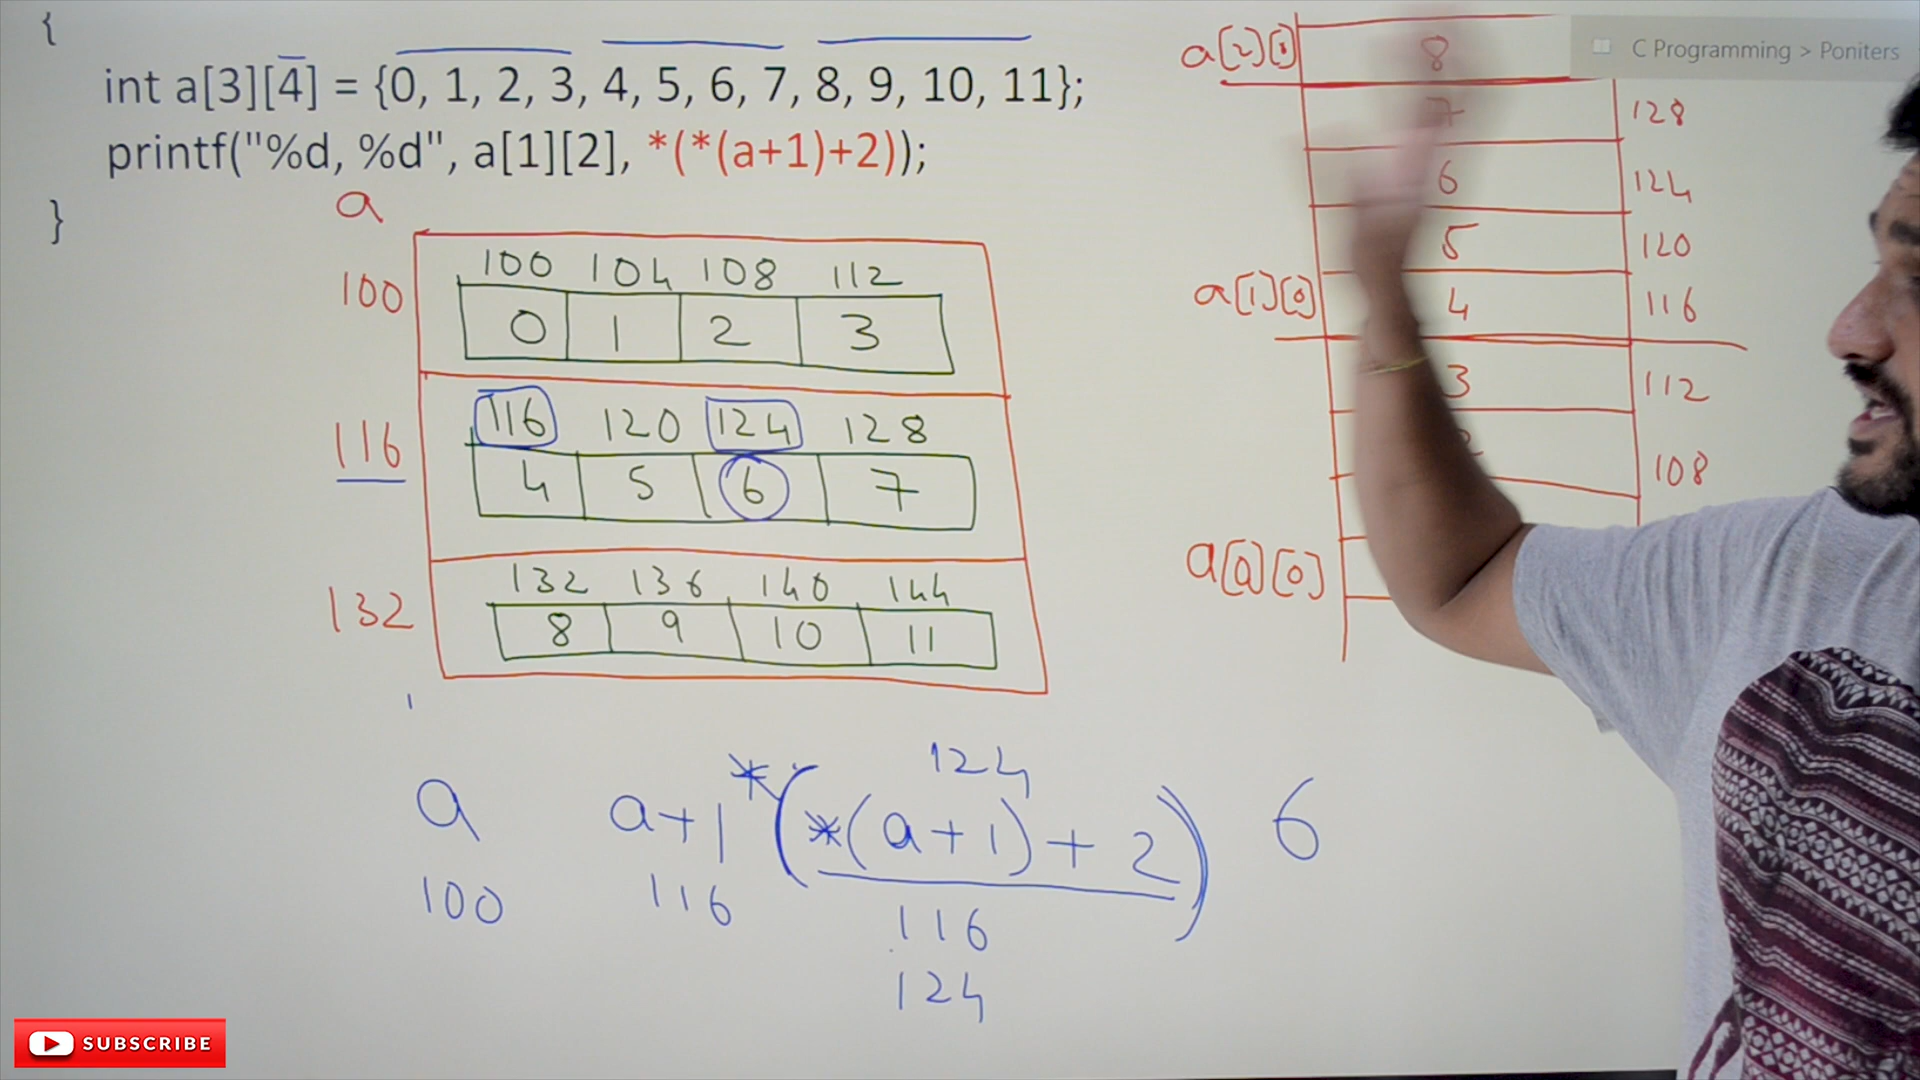 {
int a[3][4] = {0, 1, 2, 3, 4, 5, 6, 7, 8, 9, 10, 11};
printf("%d, %d", a[1][2], *(*(a+1)+2));
}
a
100
100 104 108 112
0 1 2 3
116
116 120 124 128
4 5 6 7
132
132 136 140 144
8 9 10 11
124
a a+1 *(*(a+1)+2) 6
100 116 116
124
C Programming > Poniters
a[2][0] 8
7 128
6 124
5 120
a[1][0] 4 116
3 112
108
a[0][0]
SUBSCRIBE